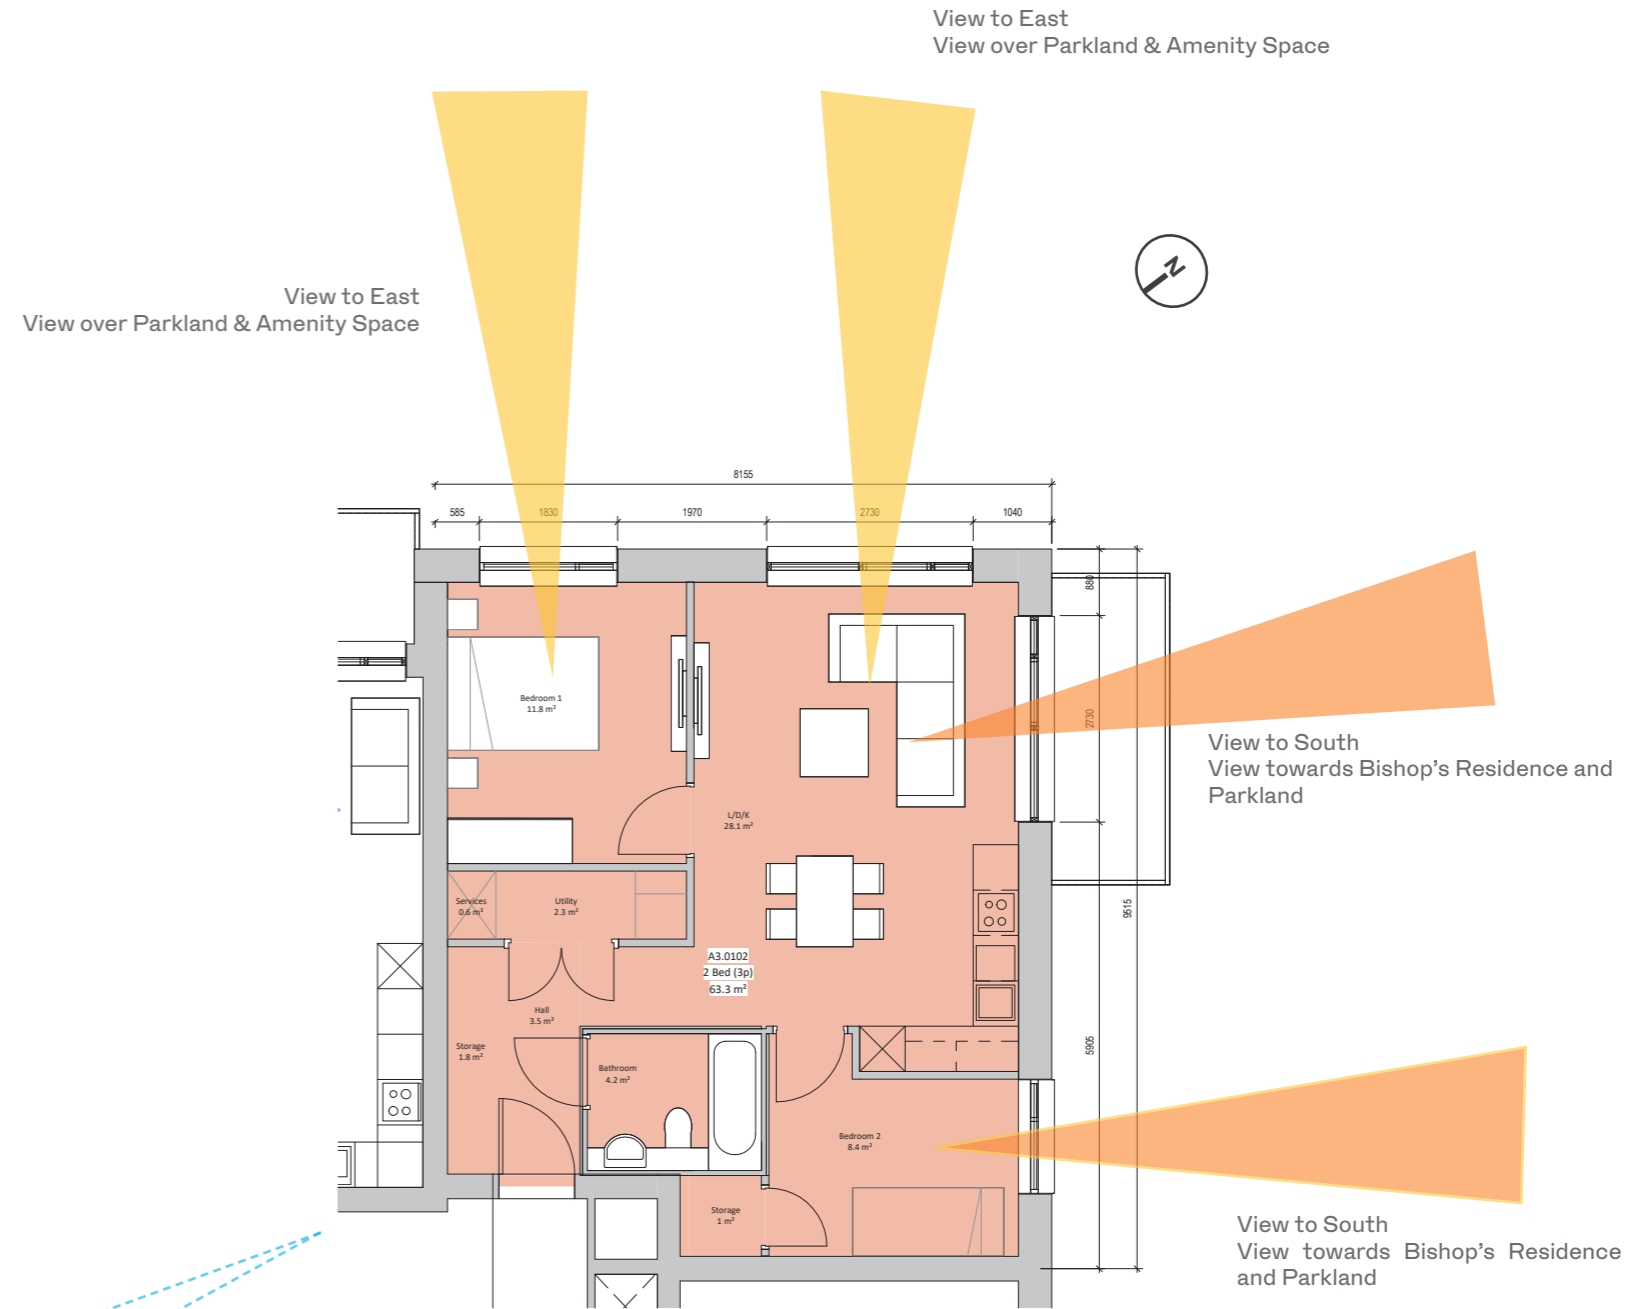 View to East
View over Parkland & Amenity Space
View to East
View over Parkland & Amenity Space
N
8155
585
1830
1970
2730
1040
880
2730
9515
5905
View to South
View towards Bishop's Residence and
Parkland
Bedroom 1
11.8 m²
L/D/K
28.1 m²
Services
0.6 m²
Utility
2.3 m²
A3.0102
2 Bed (3p)
63.3 m²
Hall
3.5 m²
Storage
1.8 m²
Bathroom
4.2 m²
Bedroom 2
8.4 m²
Storage
1 m²
View to South
View towards Bishop's Residence
and Parkland